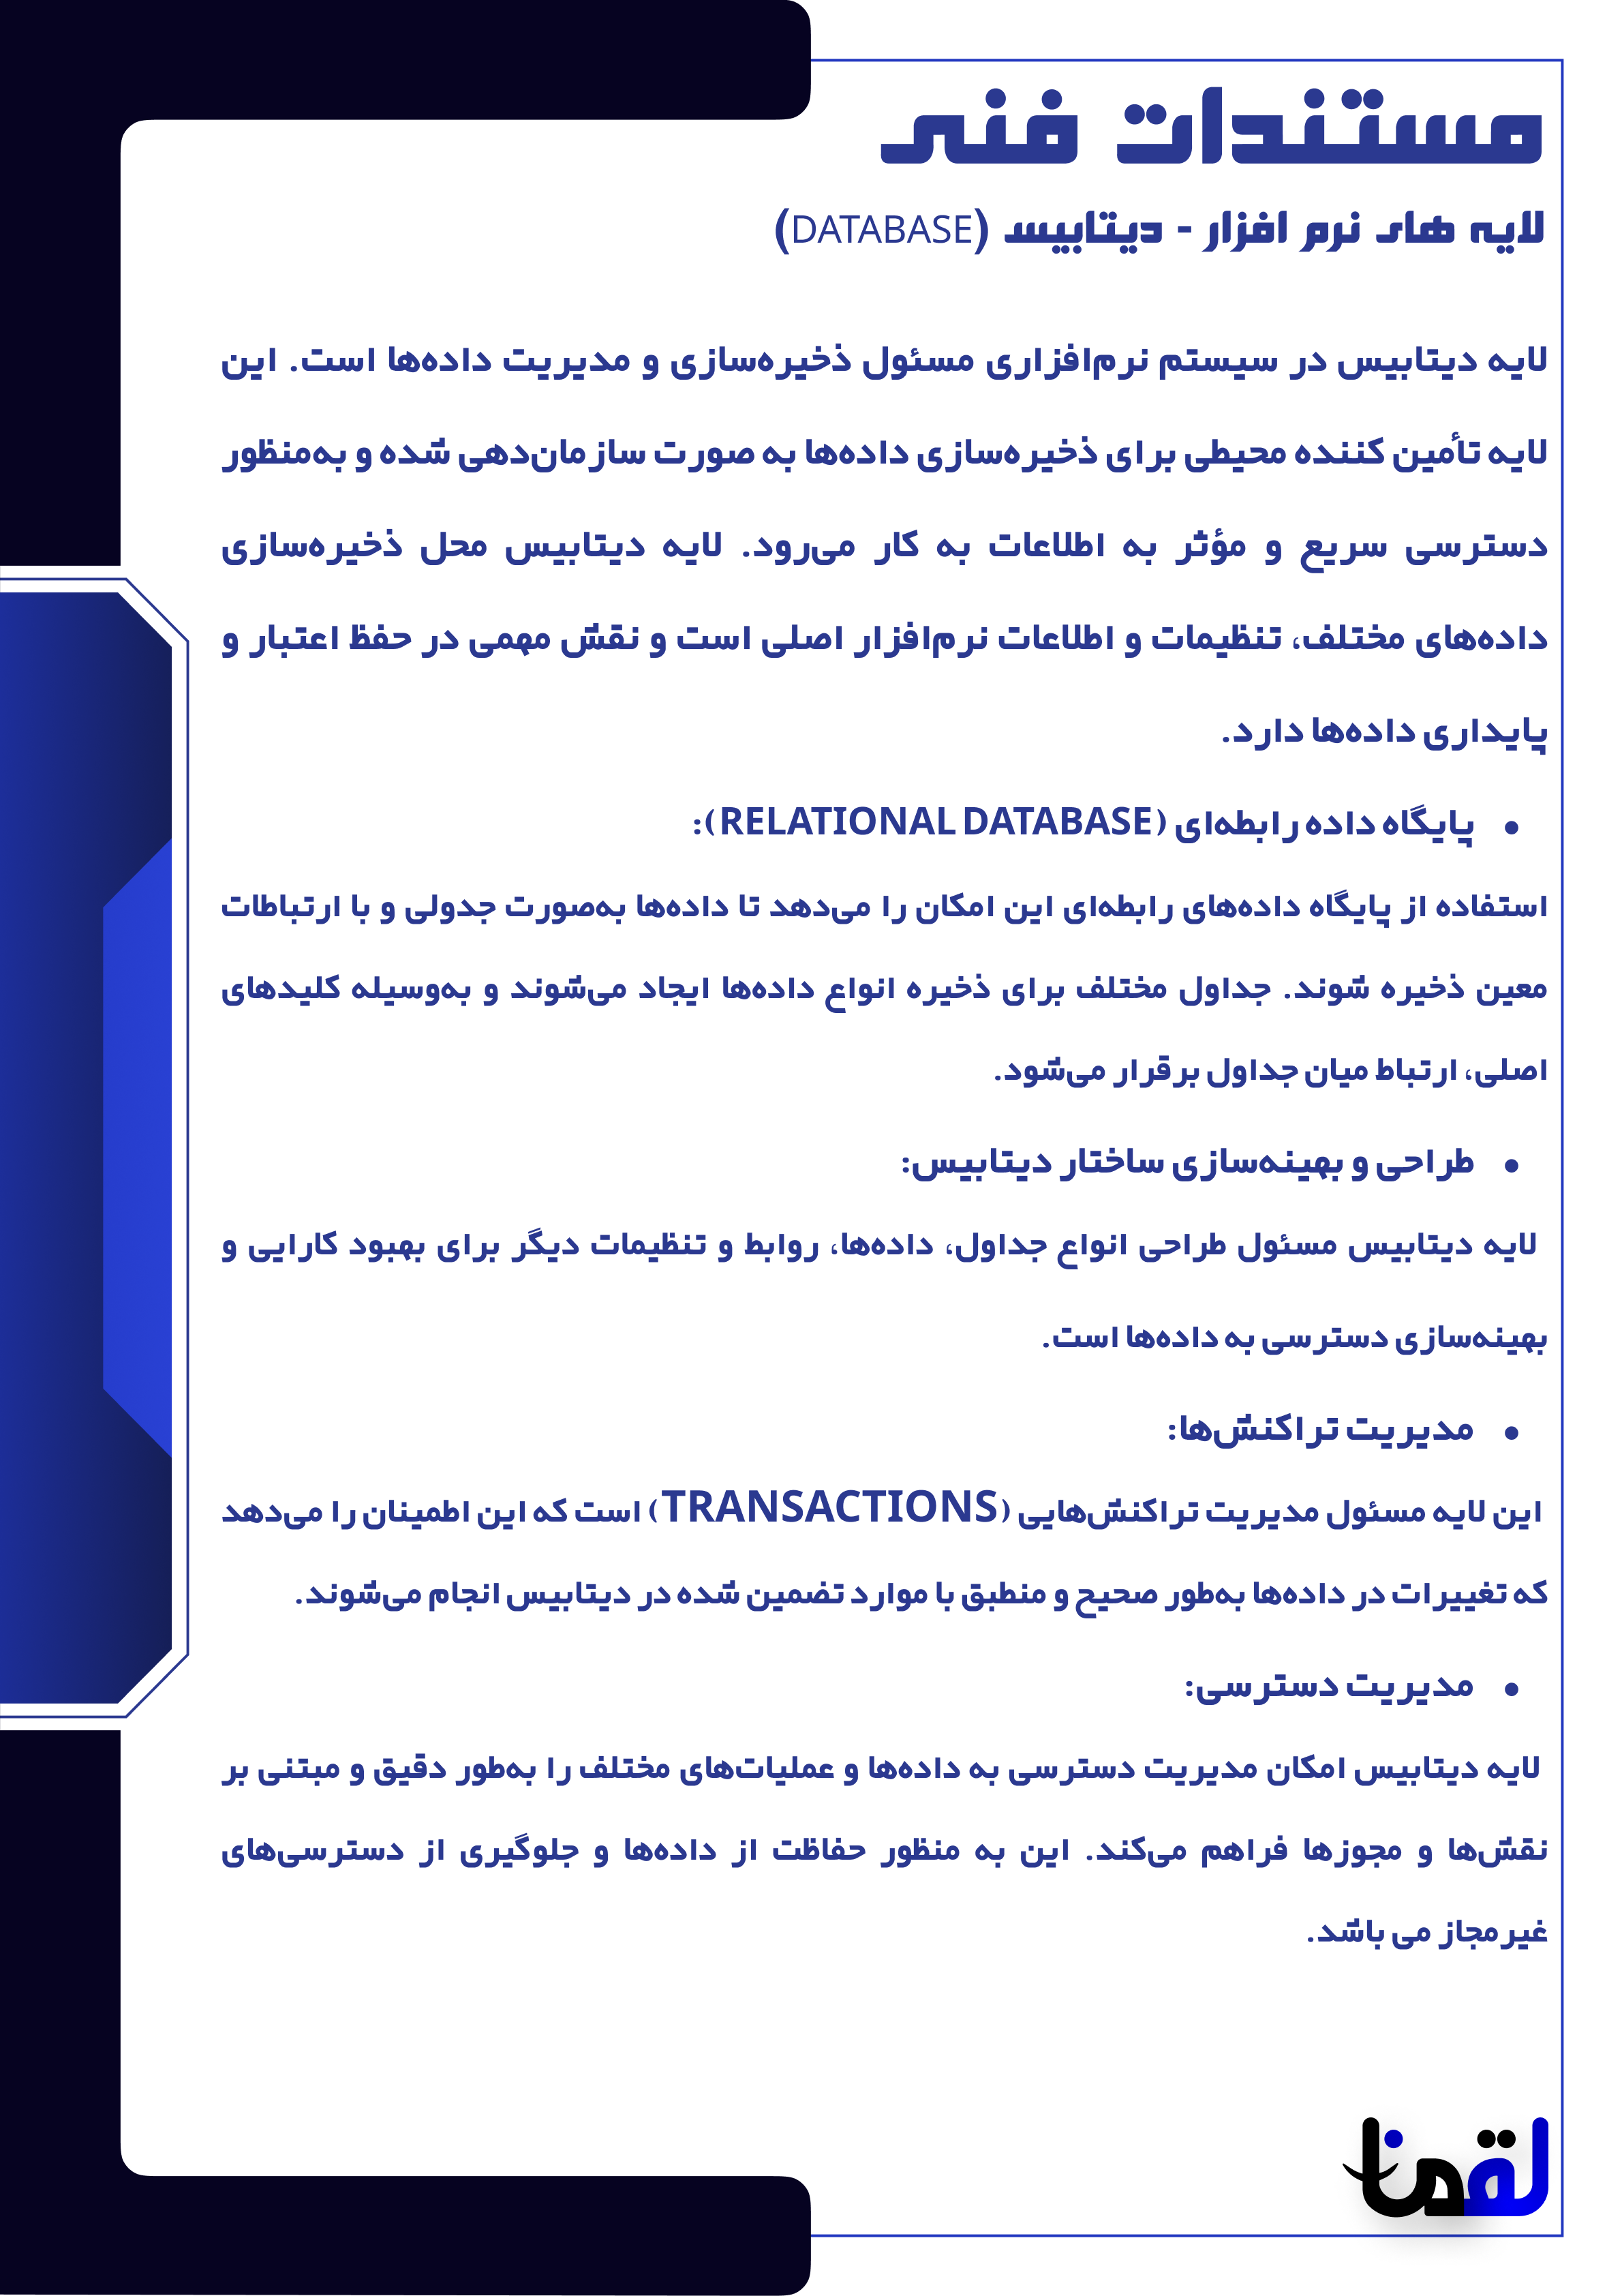 مستندات فنی
لایه های نرم افزار - دیتابیس (DATABASE)
لایه دیتابیس در سیستم نرم‌افزاری مسئول ذخیره‌سازی و مدیریت داده‌ها است. این
لایه تأمین کننده محیطی برای ذخیره‌سازی داده‌ها به صورت سازمان‌دهی شده و به‌منظور
دسترسی سریع و مؤثر به اطلاعات به کار می‌رود. لایه دیتابیس محل ذخیره‌سازی
داده‌های مختلف، تنظیمات و اطلاعات نرم‌افزار اصلی است و نقش مهمی در حفظ اعتبار و
پایداری داده‌ها دارد.
• پایگاه داده رابطه‌ای (RELATIONAL DATABASE):
استفاده از پایگاه داده‌های رابطه‌ای این امکان را می‌دهد تا داده‌ها به‌صورت جدولی و با ارتباطات
معین ذخیره شوند. جداول مختلف برای ذخیره انواع داده‌ها ایجاد می‌شوند و به‌وسیله کلیدهای
اصلی، ارتباط میان جداول برقرار می‌شود.
• طراحی و بهینه‌سازی ساختار دیتابیس:
لایه دیتابیس مسئول طراحی انواع جداول، داده‌ها، روابط و تنظیمات دیگر برای بهبود کارایی و
بهینه‌سازی دسترسی به داده‌ها است.
• مدیریت تراکنش‌ها:
این لایه مسئول مدیریت تراکنش‌هایی (TRANSACTIONS) است که این اطمینان را می‌دهد
که تغییرات در داده‌ها به‌طور صحیح و منطبق با موارد تضمین شده در دیتابیس انجام می‌شوند.
• مدیریت دسترسی:
لایه دیتابیس امکان مدیریت دسترسی به داده‌ها و عملیات‌های مختلف را به‌طور دقیق و مبتنی بر
نقش‌ها و مجوزها فراهم می‌کند. این به منظور حفاظت از داده‌ها و جلوگیری از دسترسی‌های
غیرمجاز می باشد.